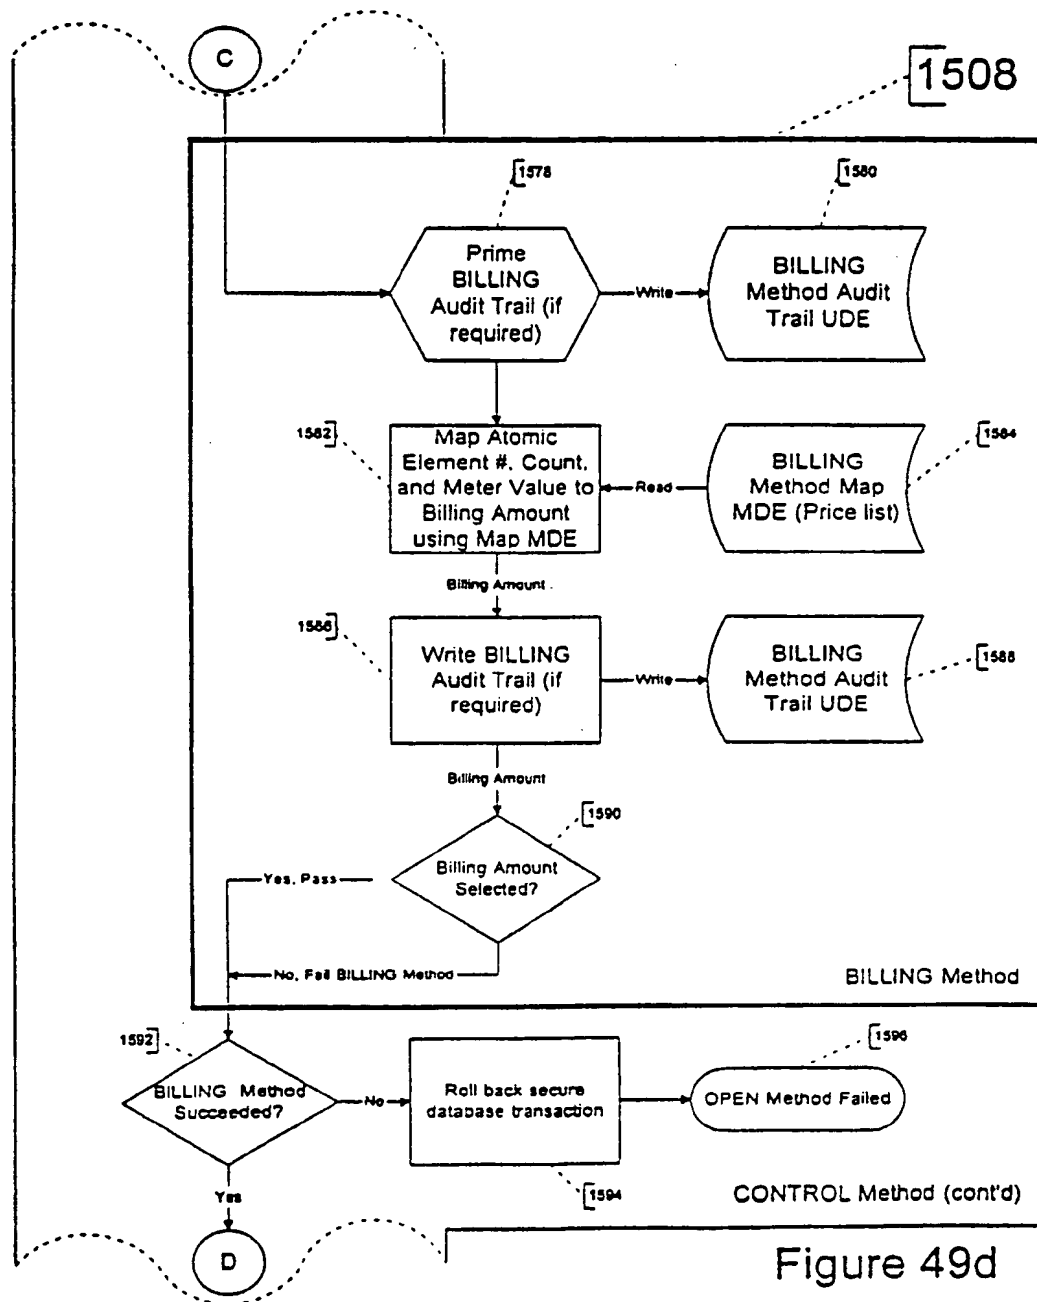 C
1508
1578
1580
Prime
BILLING
Audit Trail (if
required)
Write
BILLING
Method Audit
Trail UDE
1582
1584
Map Atomic
Element #, Count,
and Meter Value to
Billing Amount
using Map MDE
Read
BILLING
Method Map
MDE (Price list)
Billing Amount
1586
1588
Write BILLING
Audit Trail (if
required)
Write
BILLING
Method Audit
Trail UDE
Billing Amount
1590
Billing Amount
Selected?
Yes, Pass
No, Fail BILLING Method
BILLING Method
1592
1596
BILLING Method
Succeeded?
No
Roll back secure
database transaction
OPEN Method Failed
1594
Yes
CONTROL Method (cont'd)
D
Figure 49d